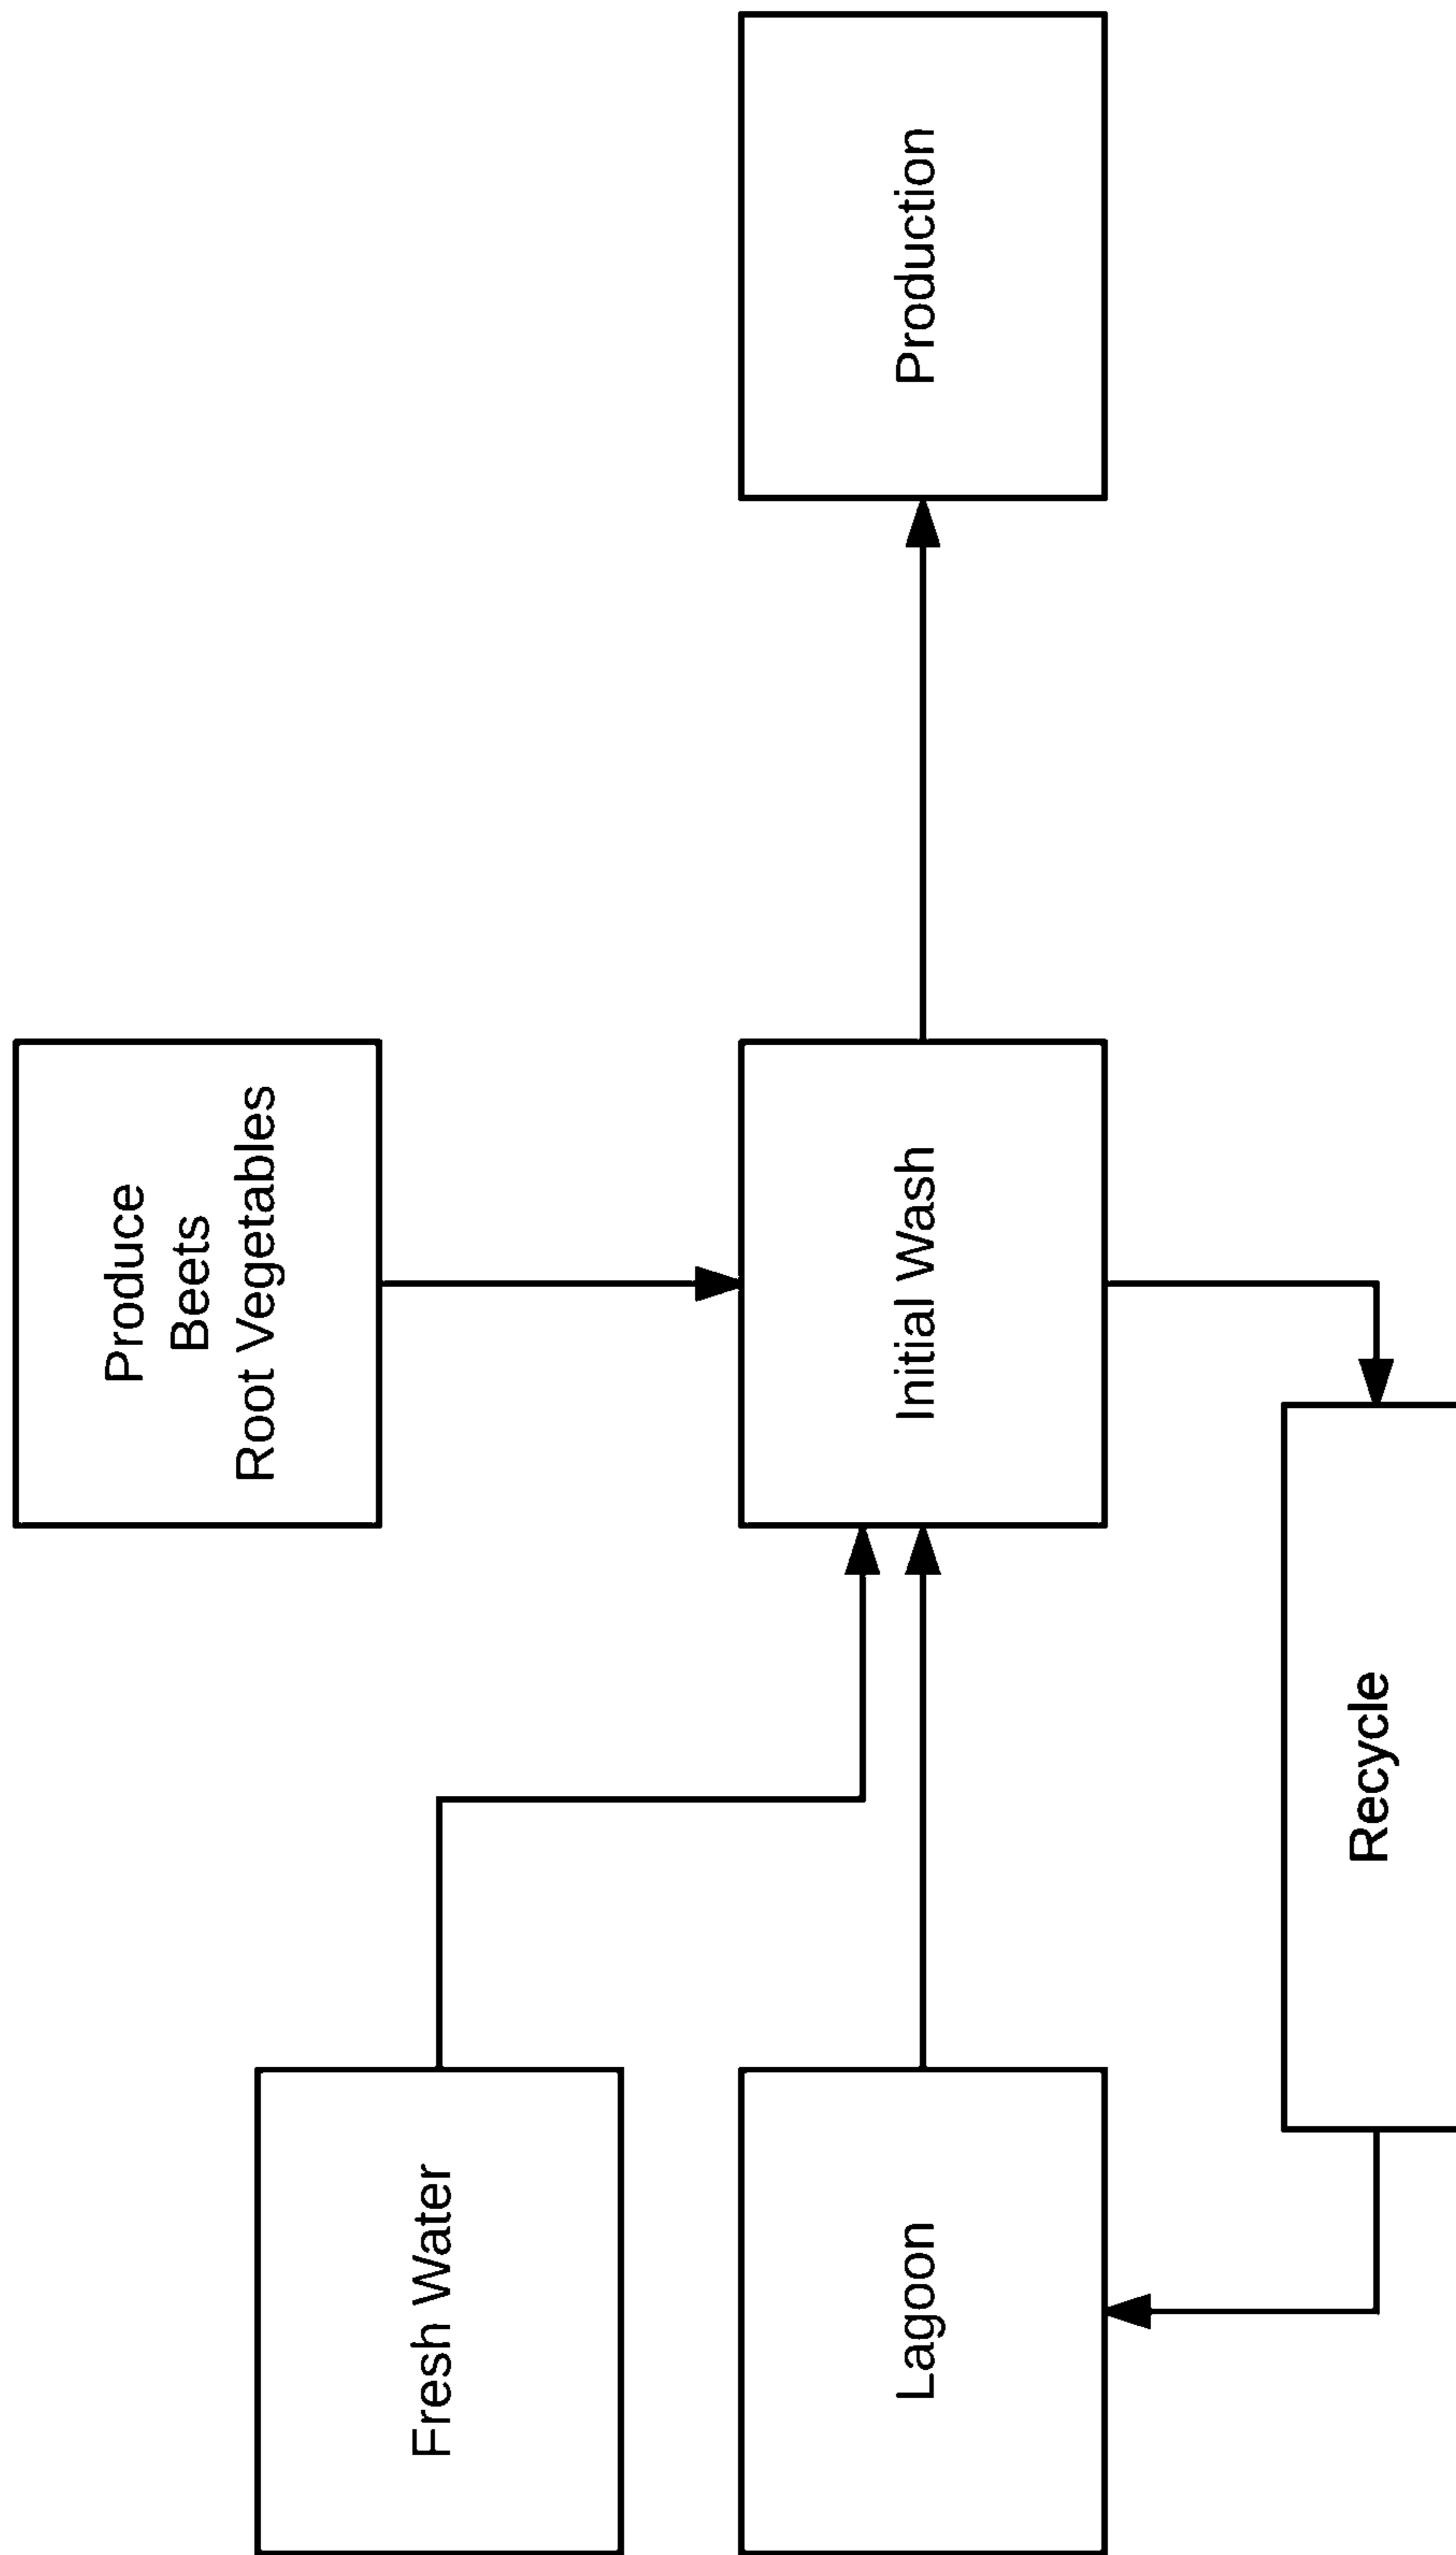 Produce
Beets
Root Vegetables
Fresh Water
Lagoon
Initial Wash
Production
Recycle